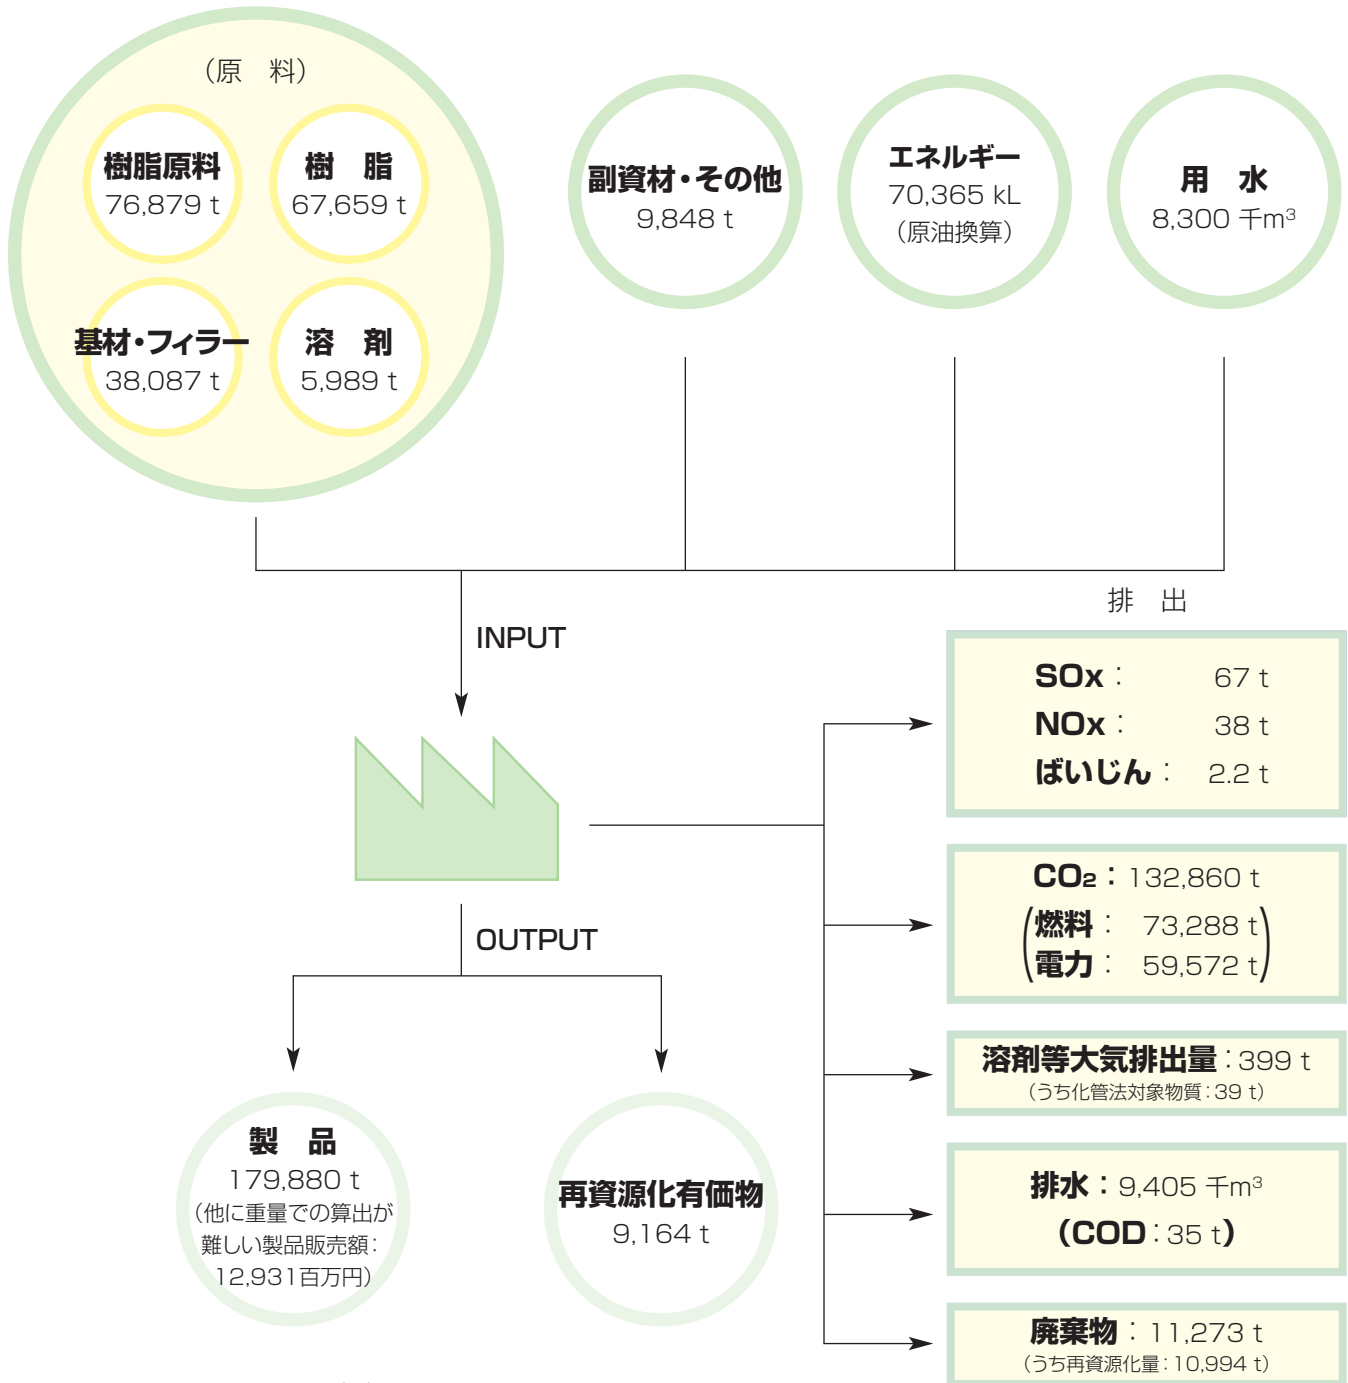 （原　料）
樹脂原料
76,879 t
樹　脂
67,659 t
基材・フィラー
38,087 t
溶　剤
5,989 t
副資材・その他
9,848 t
エネルギー
70,365 kL
（原油換算）
用　水
8,300 千m³
INPUT
OUTPUT
製　品
179,880 t
（他に重量での算出が
難しい製品販売額：
12,931百万円）
再資源化有価物
9,164 t
排　出
SOx： 67 t
NOx： 38 t
ばいじん： 2.2 t
CO₂：132,860 t
（燃料： 73,288 t
電力： 59,572 t）
溶剤等大気排出量：399 t
（うち化管法対象物質：39 t）
排水：9,405 千m³
（COD：35 t）
廃棄物：11,273 t
（うち再資源化量：10,994 t）